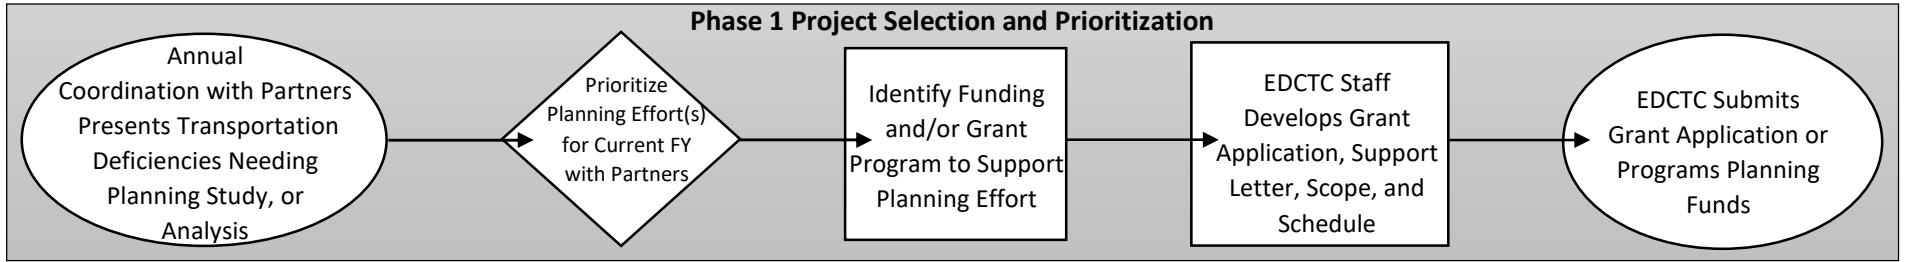 Phase 1 Project Selection and Prioritization
Annual
Coordination with Partners
Presents Transportation
Deficiencies Needing
Planning Study, or
Analysis
Prioritize
Planning Effort(s)
for Current FY
with Partners
Identify Funding
and/or Grant
Program to Support
Planning Effort
EDCTC Staff
Develops Grant
Application, Support
Letter, Scope, and
Schedule
EDCTC Submits
Grant Application or
Programs Planning
Funds